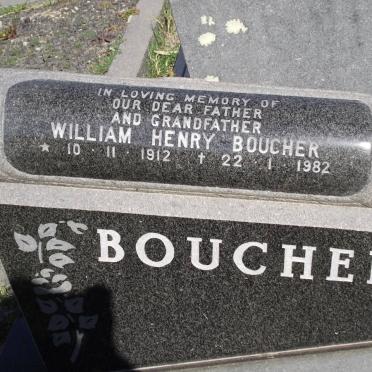 IN LOVING MEMORY OF
OUR DEAR FATHER
AND GRANDFATHER
WILLIAM HENRY BOUCHER
* 10 11 1912 † 22 1 1982
BOUCHE